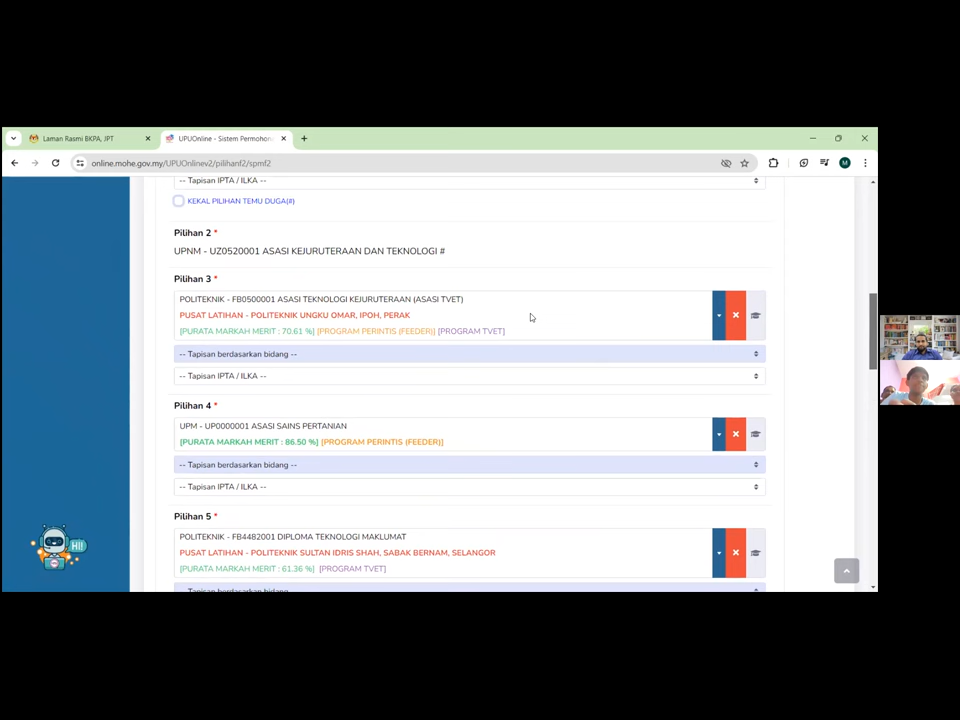 Laman Rasmi BKPA, JPT
UPUOnline - Sistem Permohon
online.mohe.gov.my/UPUOnlinev2/pilihanf2/spmf2
M
-- Tapisan IPTA / ILKA --
KEKAL PILIHAN TEMU DUGA(#)
Pilihan 2 *
UPNM - UZ0520001 ASASI KEJURUTERAAN DAN TEKNOLOGI #
Pilihan 3 *
POLITEKNIK - FB0500001 ASASI TEKNOLOGI KEJURUTERAAN (ASASI TVET)
PUSAT LATIHAN - POLITEKNIK UNGKU OMAR, IPOH, PERAK
[PURATA MARKAH MERIT : 70.61 %] [PROGRAM PERINTIS (FEEDER)] [PROGRAM TVET]
-- Tapisan berdasarkan bidang --
-- Tapisan IPTA / ILKA --
Pilihan 4 *
UPM - UP0000001 ASASI SAINS PERTANIAN
[PURATA MARKAH MERIT : 86.50 %] [PROGRAM PERINTIS (FEEDER)]
-- Tapisan berdasarkan bidang --
-- Tapisan IPTA / ILKA --
Pilihan 5 *
POLITEKNIK - FB4482001 DIPLOMA TEKNOLOGI MAKLUMAT
PUSAT LATIHAN - POLITEKNIK SULTAN IDRIS SHAH, SABAK BERNAM, SELANGOR
[PURATA MARKAH MERIT : 61.36 %] [PROGRAM TVET]
-- Tapisan berdasarkan bidang --
HI!